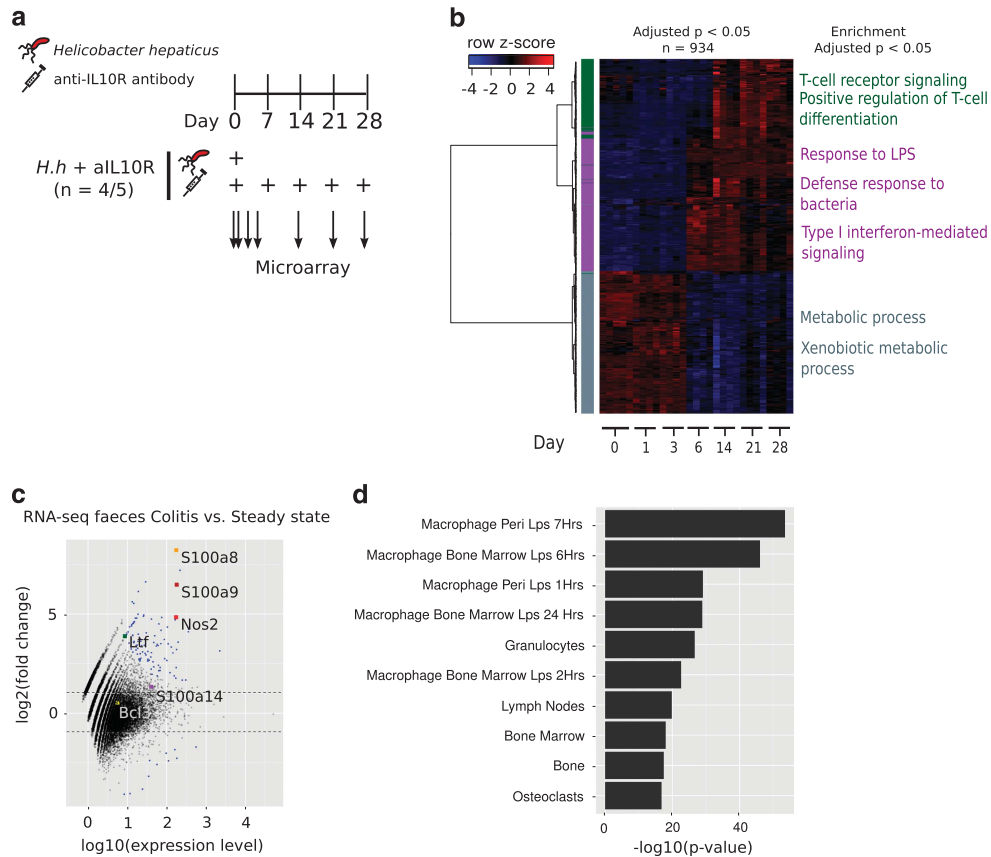 a
Helicobacter hepaticus
anti-IL10R antibody
Day 0 7 14 21 28
H.h + aIL10R
(n = 4/5)
+
+ + + + +
Microarray
b
row z-score
-4 -2 0 2 4
Adjusted p < 0.05
n = 934
Enrichment
Adjusted p < 0.05
T-cell receptor signaling
Positive regulation of T-cell
differentiation
Response to LPS
Defense response to
bacteria
Type I interferon-mediated
signaling
Metabolic process
Xenobiotic metabolic
process
Day 0 1 3 6 14 21 28
c
RNA-seq faeces Colitis vs. Steady state
log2(fold change)
5
0
S100a8
S100a9
Nos2
Ltf
S100a14
0 1 2 3 4
log10(expression level)
d
Macrophage Peri Lps 7Hrs
Macrophage Bone Marrow Lps 6Hrs
Macrophage Peri Lps 1Hrs
Macrophage Bone Marrow Lps 24 Hrs
Granulocytes
Macrophage Bone Marrow Lps 2Hrs
Lymph Nodes
Bone Marrow
Bone
Osteoclasts
0 20 40
-log10(p-value)